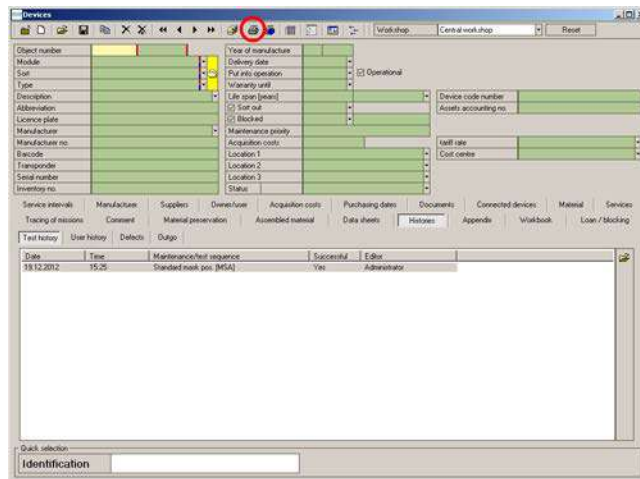 Devices
Workshop Central workshop Reset
Object number Year of manufacture
Module Delivery date
Sort Put into operation Operational
Type Warranty until
Description Life span [years] Device code number
Abbreviation Sort out Assets accounting no.
Licence plate Blocked
Manufacturer Maintenance priority
Manufacturer no. Acquisition costs tariff rate
Barcode Location 1 Cost centre
Transponder Location 2
Serial number Location 3
Inventory no. Status
Service intervals Manufacturer Suppliers Owner/user Acquisition costs Purchasing dates Documents Connected devices Material Services
Tracing of missions Comment Material preservation Assembled material Data sheets Histories Appendix Workbook Loan / blocking
Test history User history Defects Outgo
Date Time Maintenance/test sequence Successful Editor
19.12.2012 15:25 Standard mask pos. [MSA] Yes Administrator
Quick selection
Identification